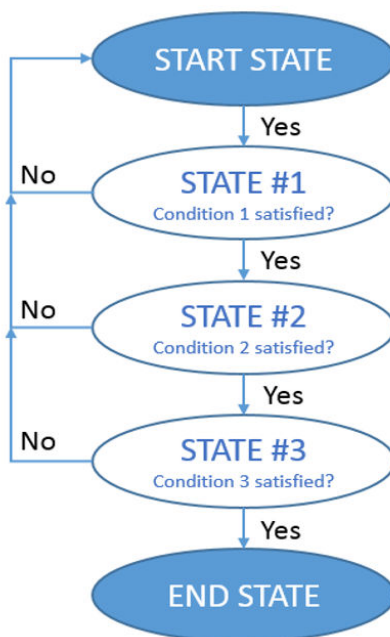 START STATE
Yes
No
STATE #1
Condition 1 satisfied?
Yes
No
STATE #2
Condition 2 satisfied?
Yes
No
STATE #3
Condition 3 satisfied?
Yes
END STATE